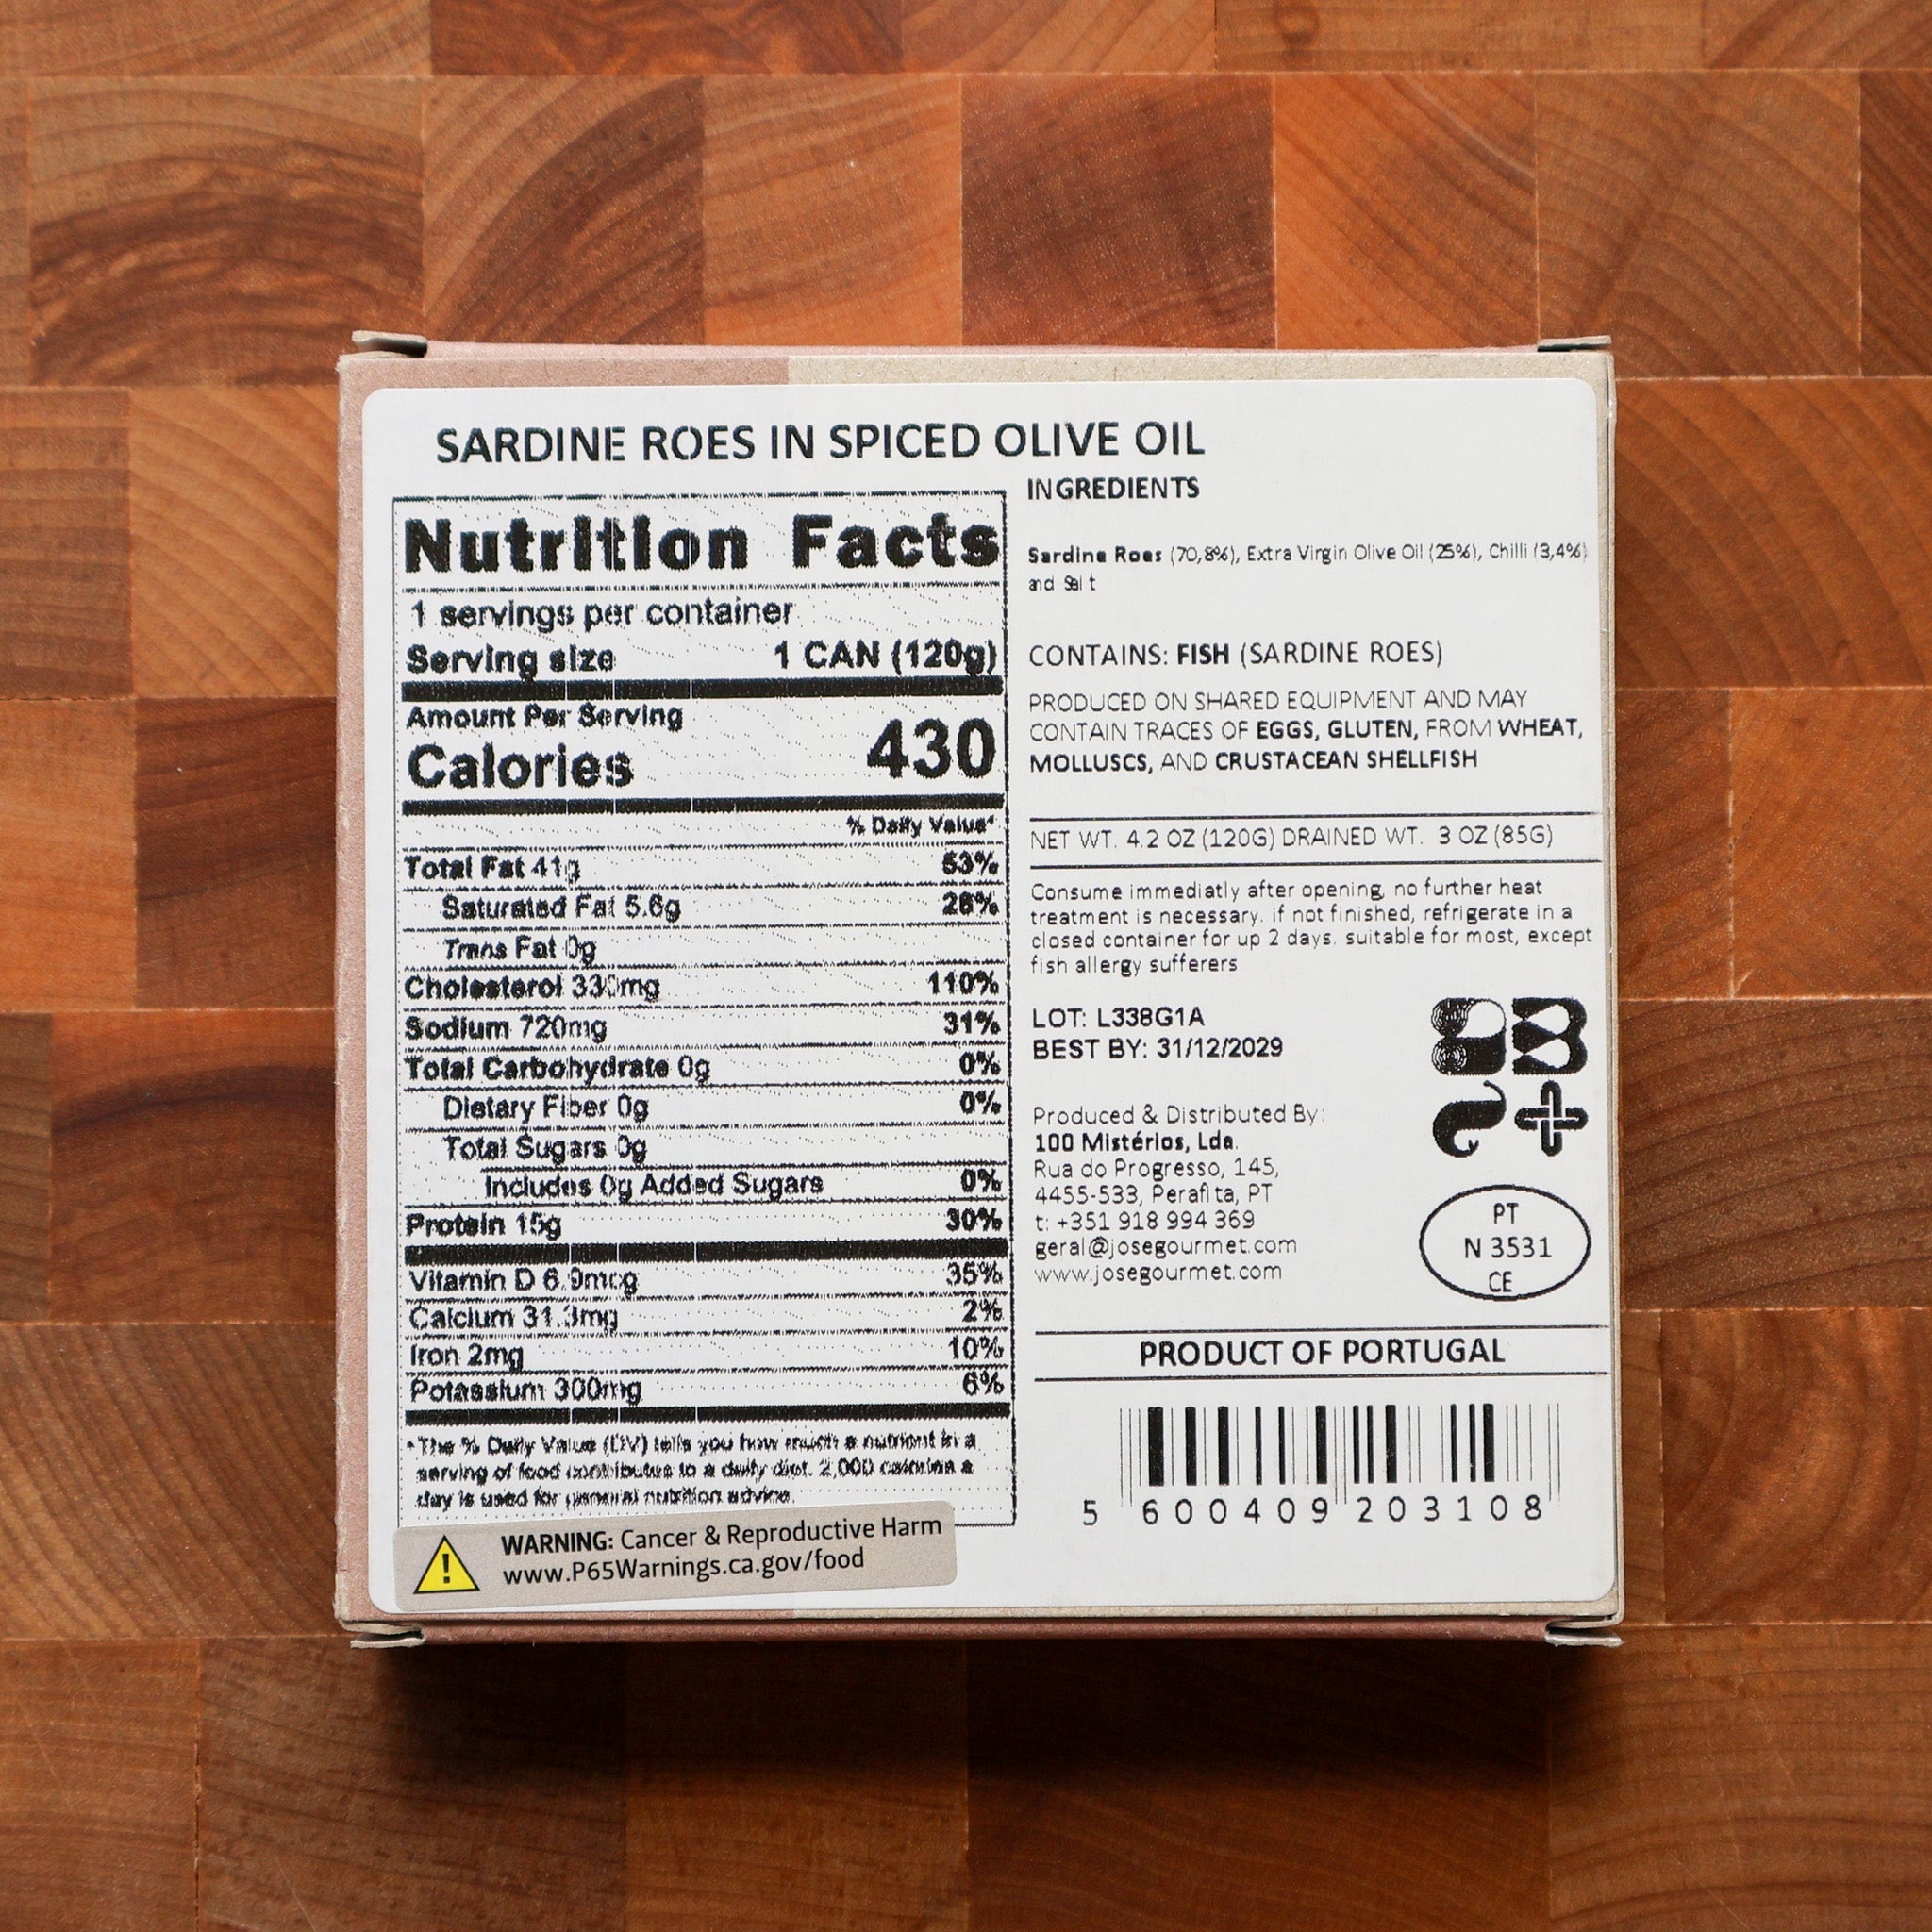 SARDINE ROES IN SPICED OLIVE OIL
Nutrition Facts
1 servings per container
Serving size 1 CAN (120g)
Amount Per Serving
Calories 430
% Daily Value*
Total Fat 41g 53%
Saturated Fat 5.6g 28%
Trans Fat 0g
Cholesterol 330mg 110%
Sodium 720mg 31%
Total Carbohydrate 0g 0%
Dietary Fiber 0g 0%
Total Sugars 0g
Includes 0g Added Sugars 0%
Protein 15g 30%
Vitamin D 6.9mcg 35%
Calcium 31.3mg 2%
Iron 2mg 10%
Potassium 300mg 6%
*The % Daily Value (DV) tells you how much a nutrient in a
serving of food contributes to a daily diet. 2,000 calories a
day is used for general nutrition advice.
WARNING: Cancer & Reproductive Harm
www.P65Warnings.ca.gov/food
INGREDIENTS
Sardine Roes (70,8%), Extra Virgin Olive Oil (25%), Chilli (3,4%)
and Salt
CONTAINS: FISH (SARDINE ROES)
PRODUCED ON SHARED EQUIPMENT AND MAY
CONTAIN TRACES OF EGGS, GLUTEN, FROM WHEAT,
MOLLUSCS, AND CRUSTACEAN SHELLFISH
NET WT. 4.2 OZ (120G) DRAINED WT. 3 OZ (85G)
Consume immediatly after opening, no further heat
treatment is necessary. if not finished, refrigerate in a
closed container for up 2 days. suitable for most, except
fish allergy sufferers
LOT: L338G1A
BEST BY: 31/12/2029
Produced & Distributed By:
100 Mistérios, Lda.
Rua do Progresso, 145,
4455-533, Perafita, PT
t: +351 918 994 369
geral@josegourmet.com
www.josegourmet.com
PT
N 3531
CE
PRODUCT OF PORTUGAL
5 600409 203108